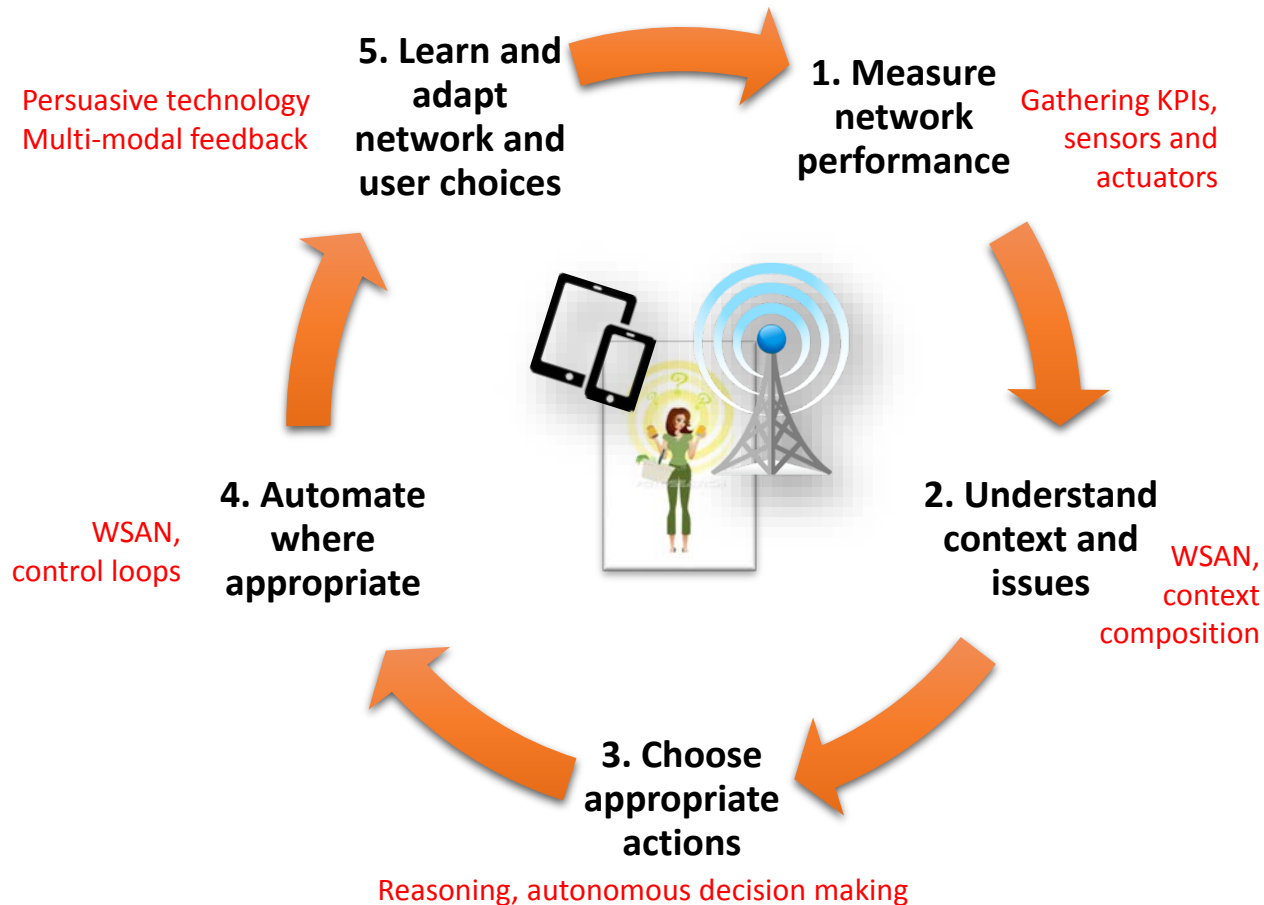 5. Learn and
adapt
network and
user choices
Persuasive technology
Multi-modal feedback
1. Measure
network
performance
Gathering KPIs,
sensors and
actuators
2. Understand
context and
issues
WSAN,
context
composition
3. Choose
appropriate
actions
Reasoning, autonomous decision making
4. Automate
where
appropriate
WSAN,
control loops